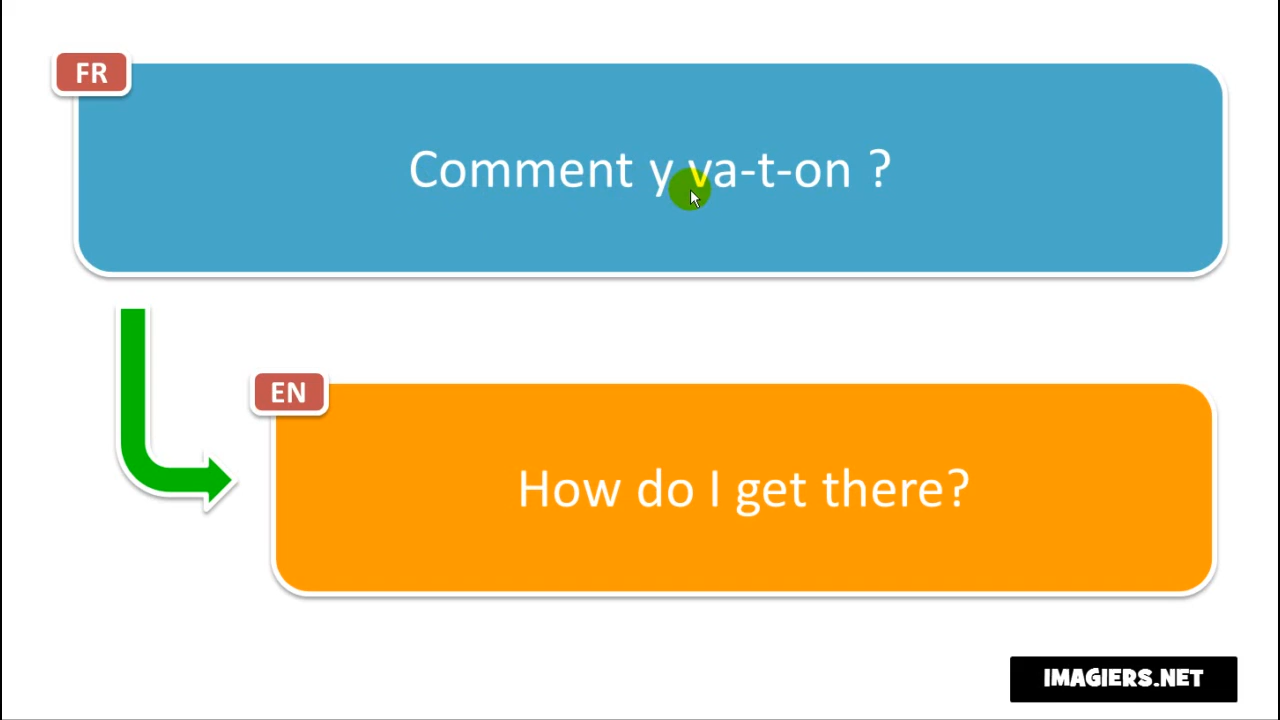 FR
Comment y va-t-on ?
EN
How do I get there?
IMAGIERS.NET